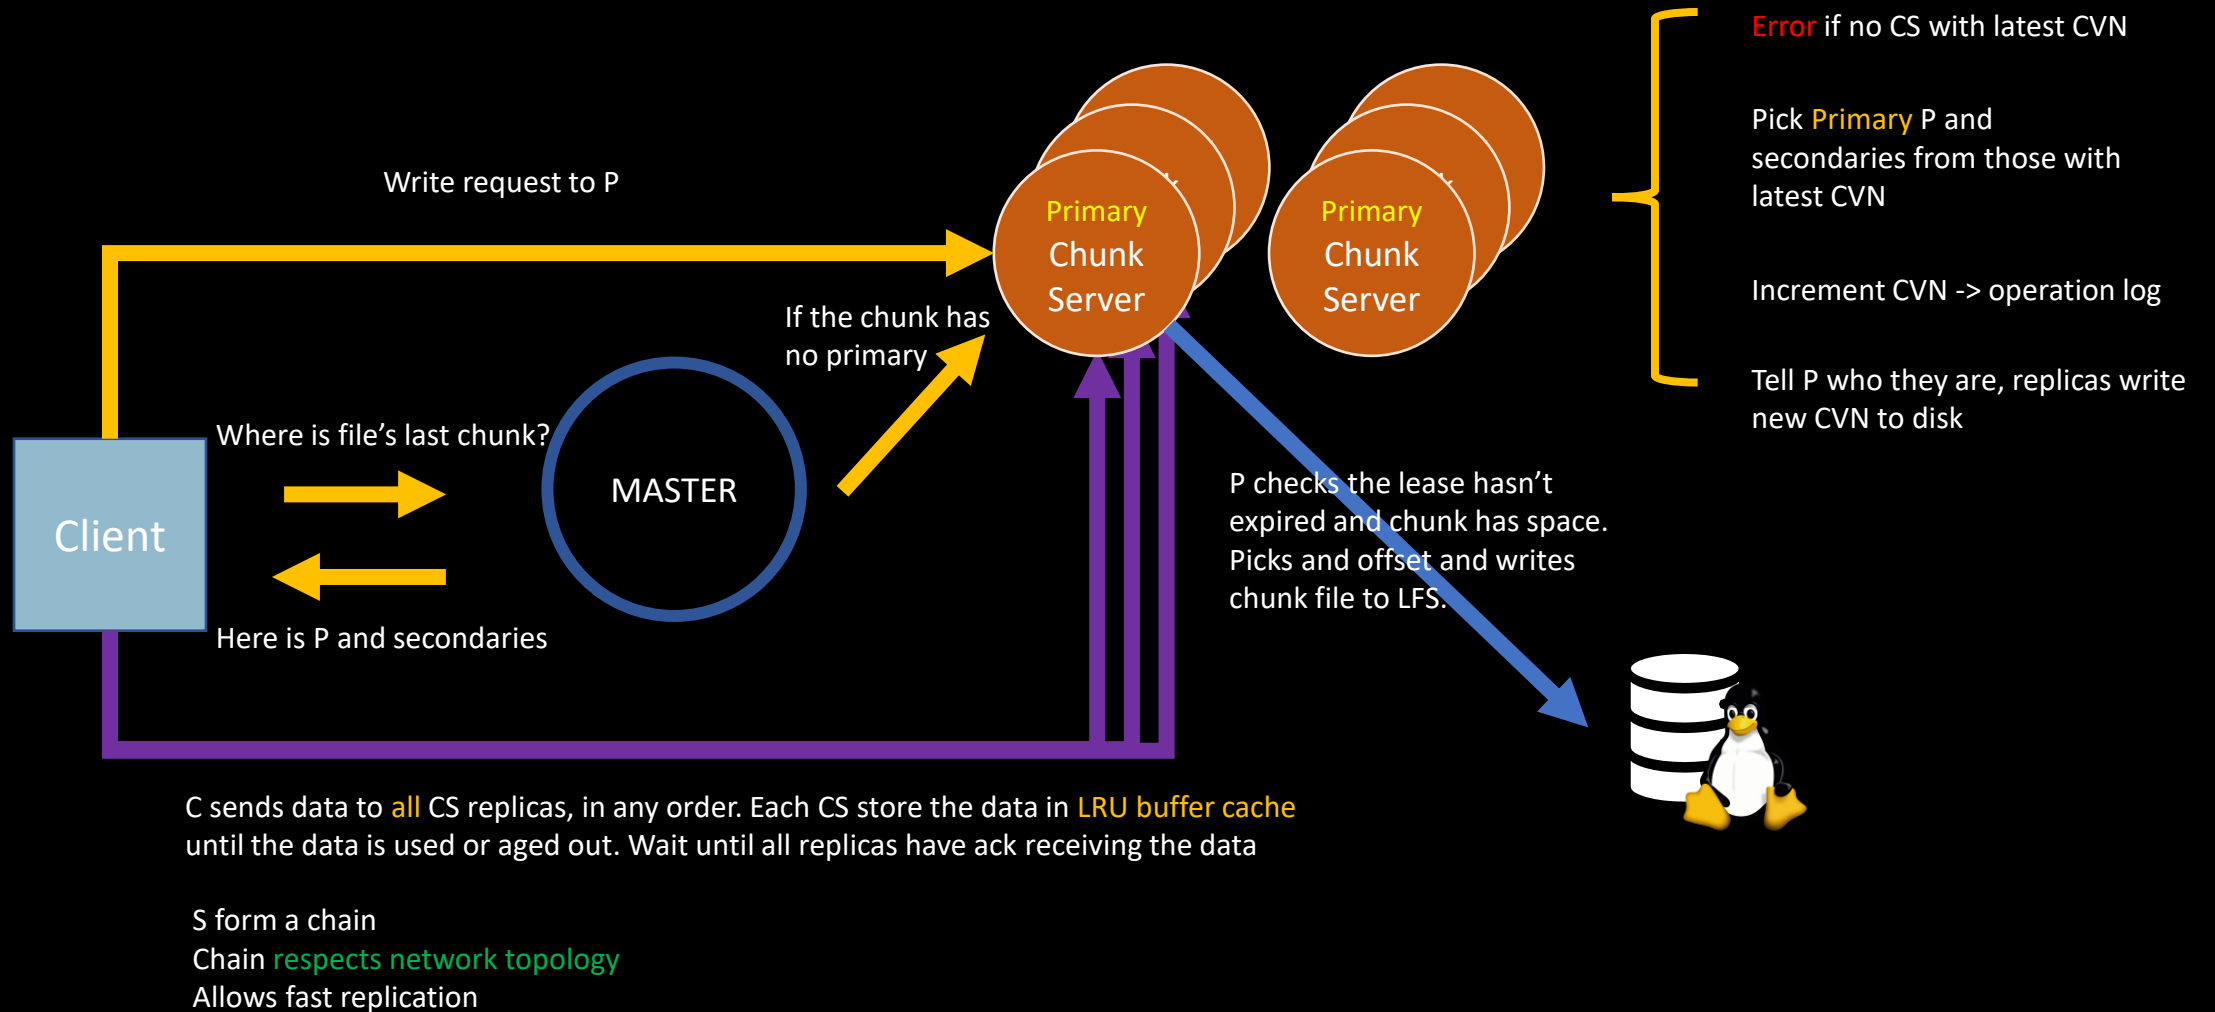 Error if no CS with latest CVN
Pick Primary P and
secondaries from those with
latest CVN
Increment CVN -> operation log
Tell P who they are, replicas write
new CVN to disk
Write request to P
Primary
Chunk
Server
Primary
Chunk
Server
If the chunk has
no primary
Where is file's last chunk?
MASTER
Client
Here is P and secondaries
P checks the lease hasn't
expired and chunk has space.
Picks and offset and writes
chunk file to LFS.
C sends data to all CS replicas, in any order. Each CS store the data in LRU buffer cache
until the data is used or aged out. Wait until all replicas have ack receiving the data
S form a chain
Chain respects network topology
Allows fast replication